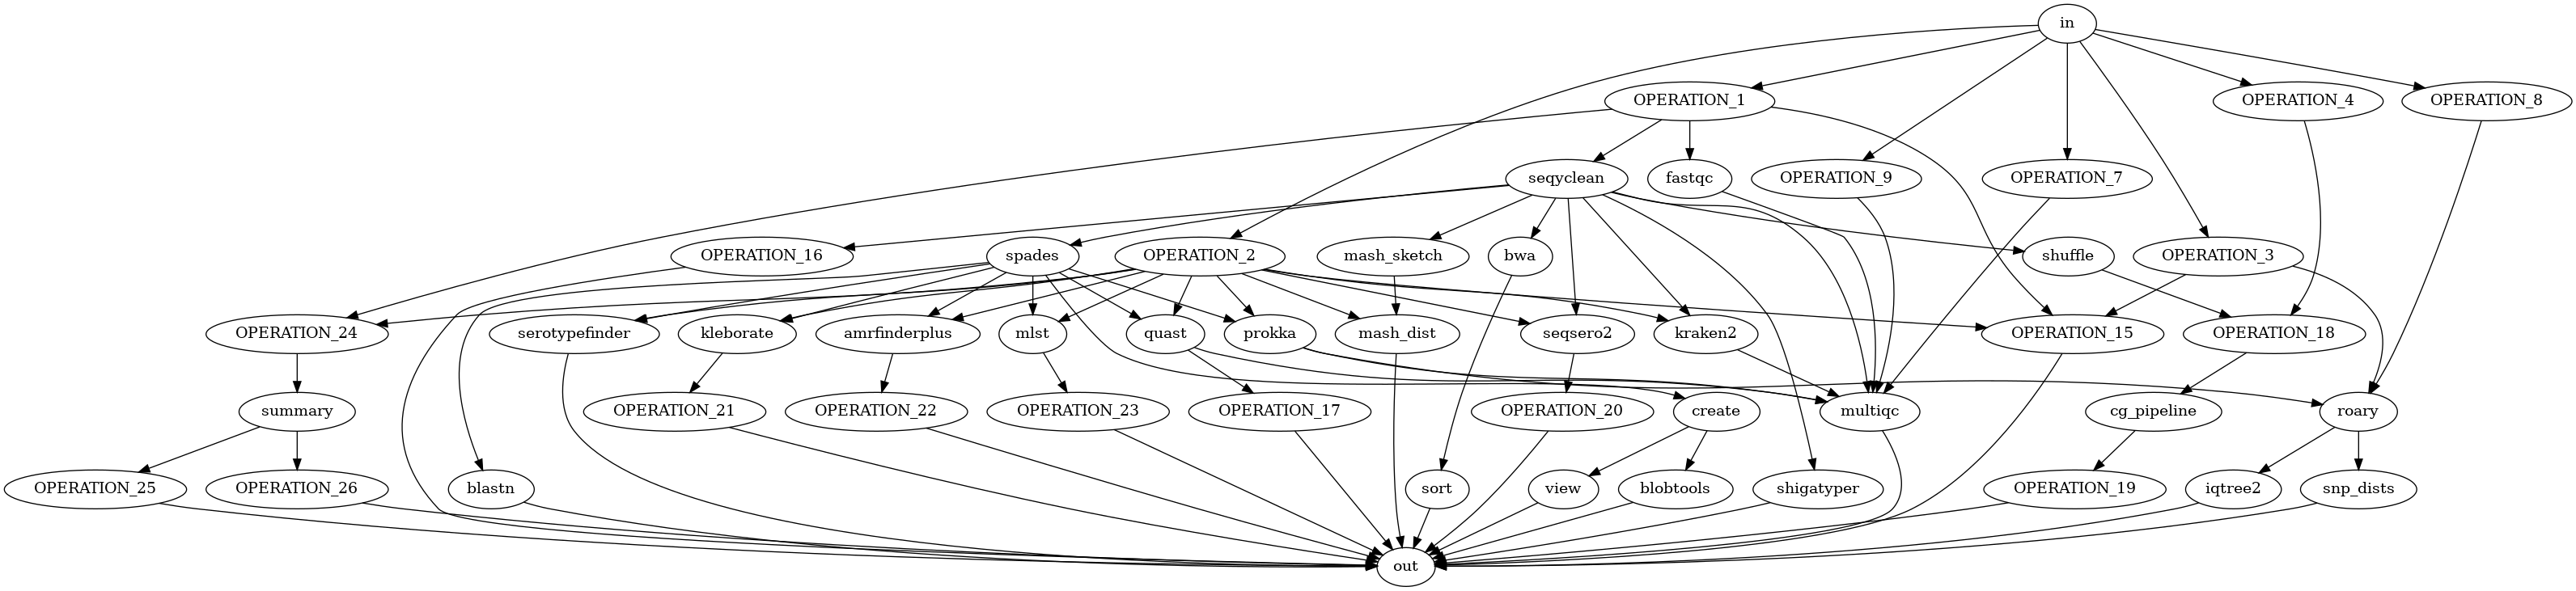 in
OPERATION_1
OPERATION_4
OPERATION_8
seqyclean
fastqc
OPERATION_9
OPERATION_7
OPERATION_16
spades
OPERATION_2
mash_sketch
bwa
shuffle
OPERATION_3
OPERATION_24
serotypefinder
kleborate
amrfinderplus
mlst
quast
prokka
mash_dist
seqsero2
kraken2
OPERATION_15
OPERATION_18
summary
OPERATION_21
OPERATION_22
OPERATION_23
OPERATION_17
OPERATION_20
create
multiqc
cg_pipeline
roary
OPERATION_25
OPERATION_26
blastn
sort
view
blobtools
shigatyper
OPERATION_19
iqtree2
snp_dists
out